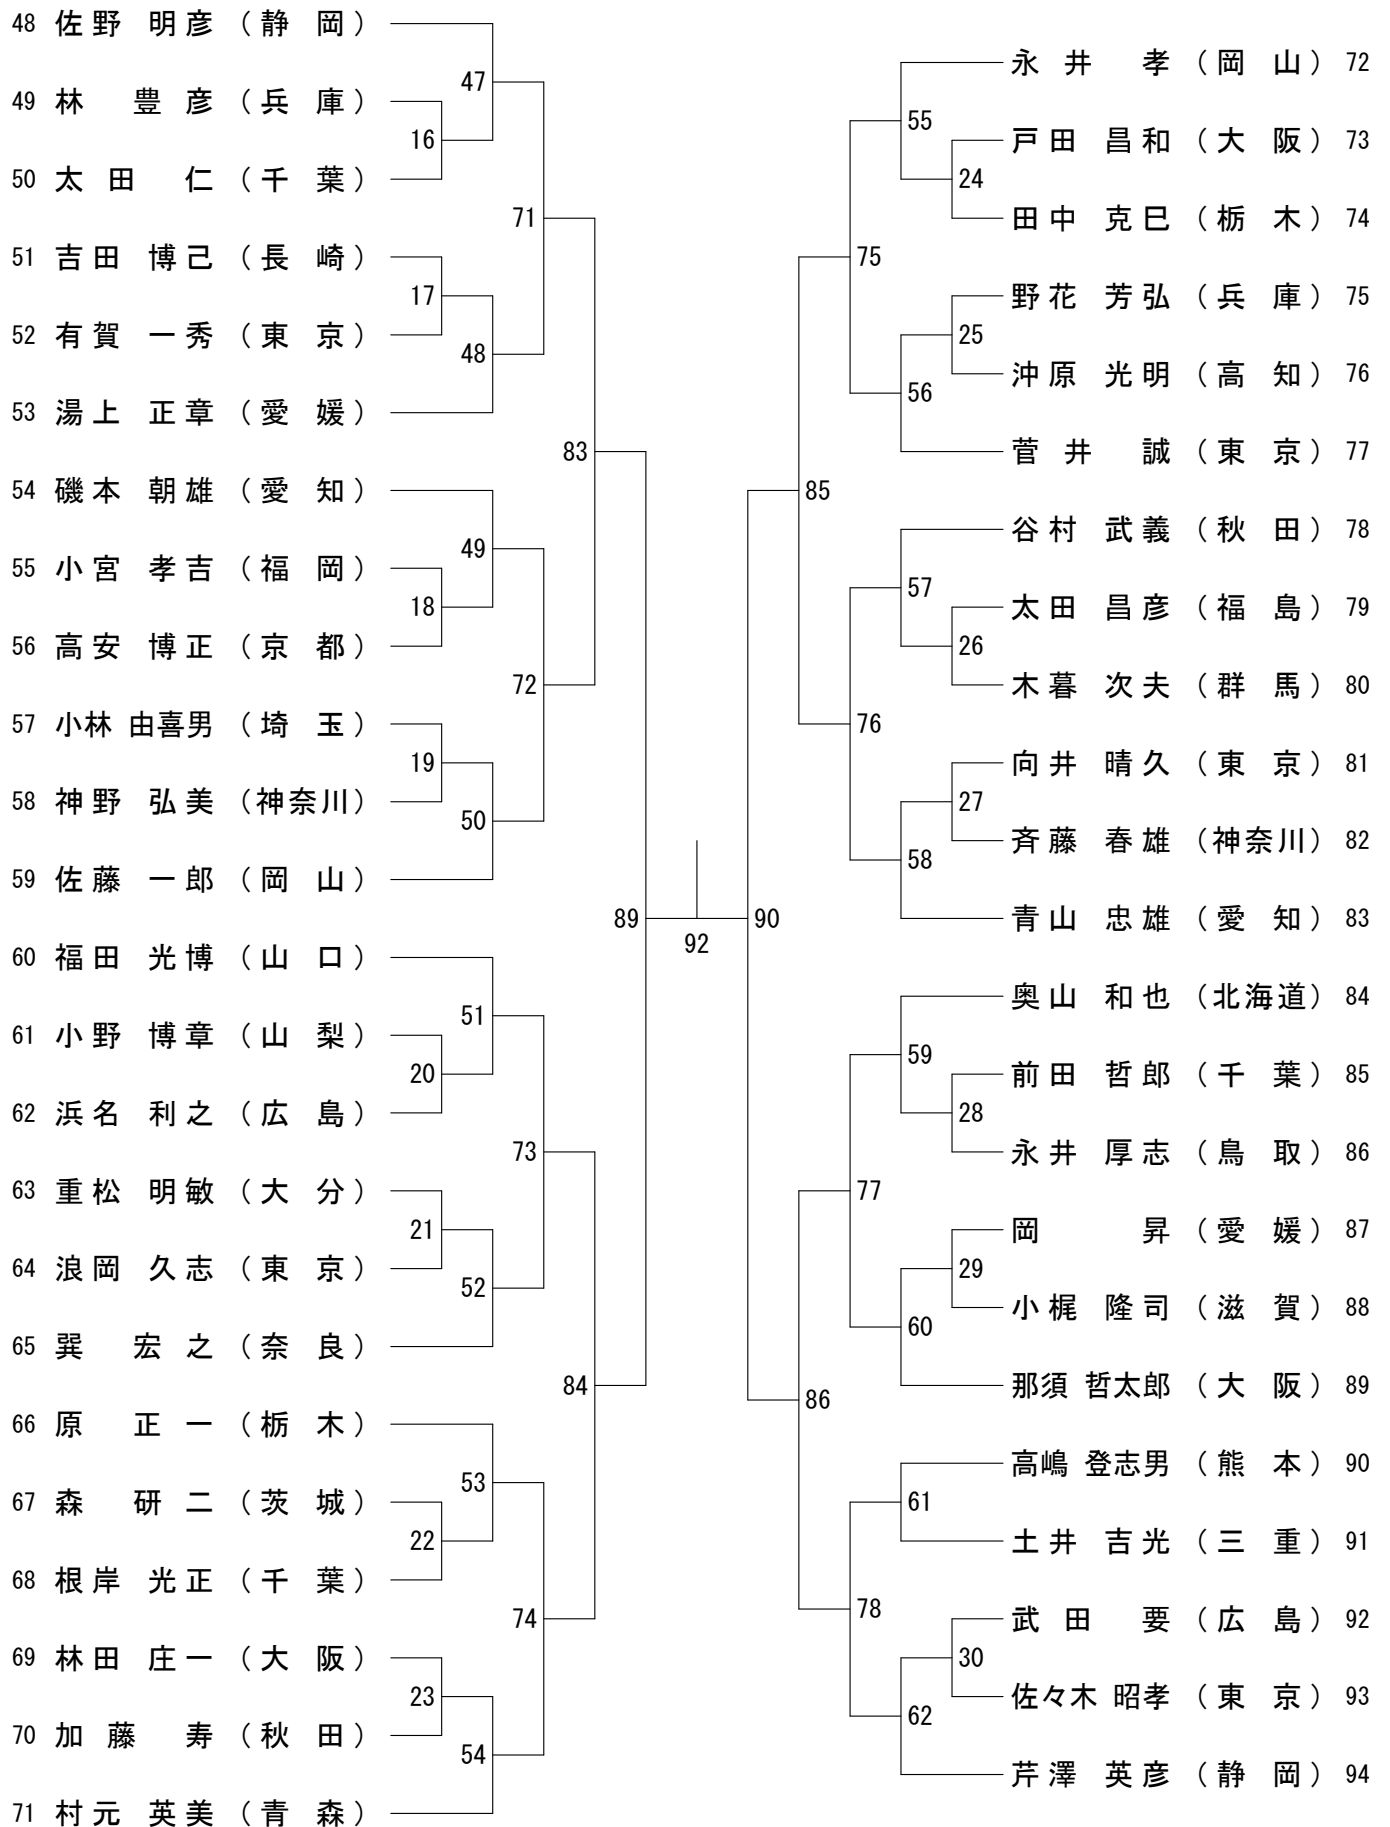 48 佐野 明彦 （静 岡）
49 林 豊彦 （兵 庫）
50 太田 仁 （千 葉）
51 吉田 博己 （長 崎）
52 有賀 一秀 （東 京）
53 湯上 正章 （愛 媛）
54 磯本 朝雄 （愛 知）
55 小宮 孝吉 （福 岡）
56 高安 博正 （京 都）
57 小林 由喜男 （埼 玉）
58 神野 弘美 （神奈川）
59 佐藤 一郎 （岡 山）
60 福田 光博 （山 口）
61 小野 博章 （山 梨）
62 浜名 利之 （広 島）
63 重松 明敏 （大 分）
64 浪岡 久志 （東 京）
65 巽 宏之 （奈 良）
66 原 正一 （栃 木）
67 森 研二 （茨 城）
68 根岸 光正 （千 葉）
69 林田 庄一 （大 阪）
70 加藤 寿 （秋 田）
71 村元 英美 （青 森）
16
17
18
19
20
21
22
23
47
48
49
50
51
52
53
54
71
72
73
74
83
84
89
92
90
85
86
75
76
77
78
55
56
57
58
59
60
61
62
24
25
26
27
28
29
30
永井 孝 （岡 山） 72
戸田 昌和 （大 阪） 73
田中 克巳 （栃 木） 74
野花 芳弘 （兵 庫） 75
沖原 光明 （高 知） 76
菅井 誠 （東 京） 77
谷村 武義 （秋 田） 78
太田 昌彦 （福 島） 79
木暮 次夫 （群 馬） 80
向井 晴久 （東 京） 81
斉藤 春雄 （神奈川） 82
青山 忠雄 （愛 知） 83
奥山 和也 （北海道） 84
前田 哲郎 （千 葉） 85
永井 厚志 （鳥 取） 86
岡 昇 （愛 媛） 87
小梶 隆司 （滋 賀） 88
那須 哲太郎 （大 阪） 89
高嶋 登志男 （熊 本） 90
土井 吉光 （三 重） 91
武田 要 （広 島） 92
佐々木 昭孝 （東 京） 93
芹澤 英彦 （静 岡） 94